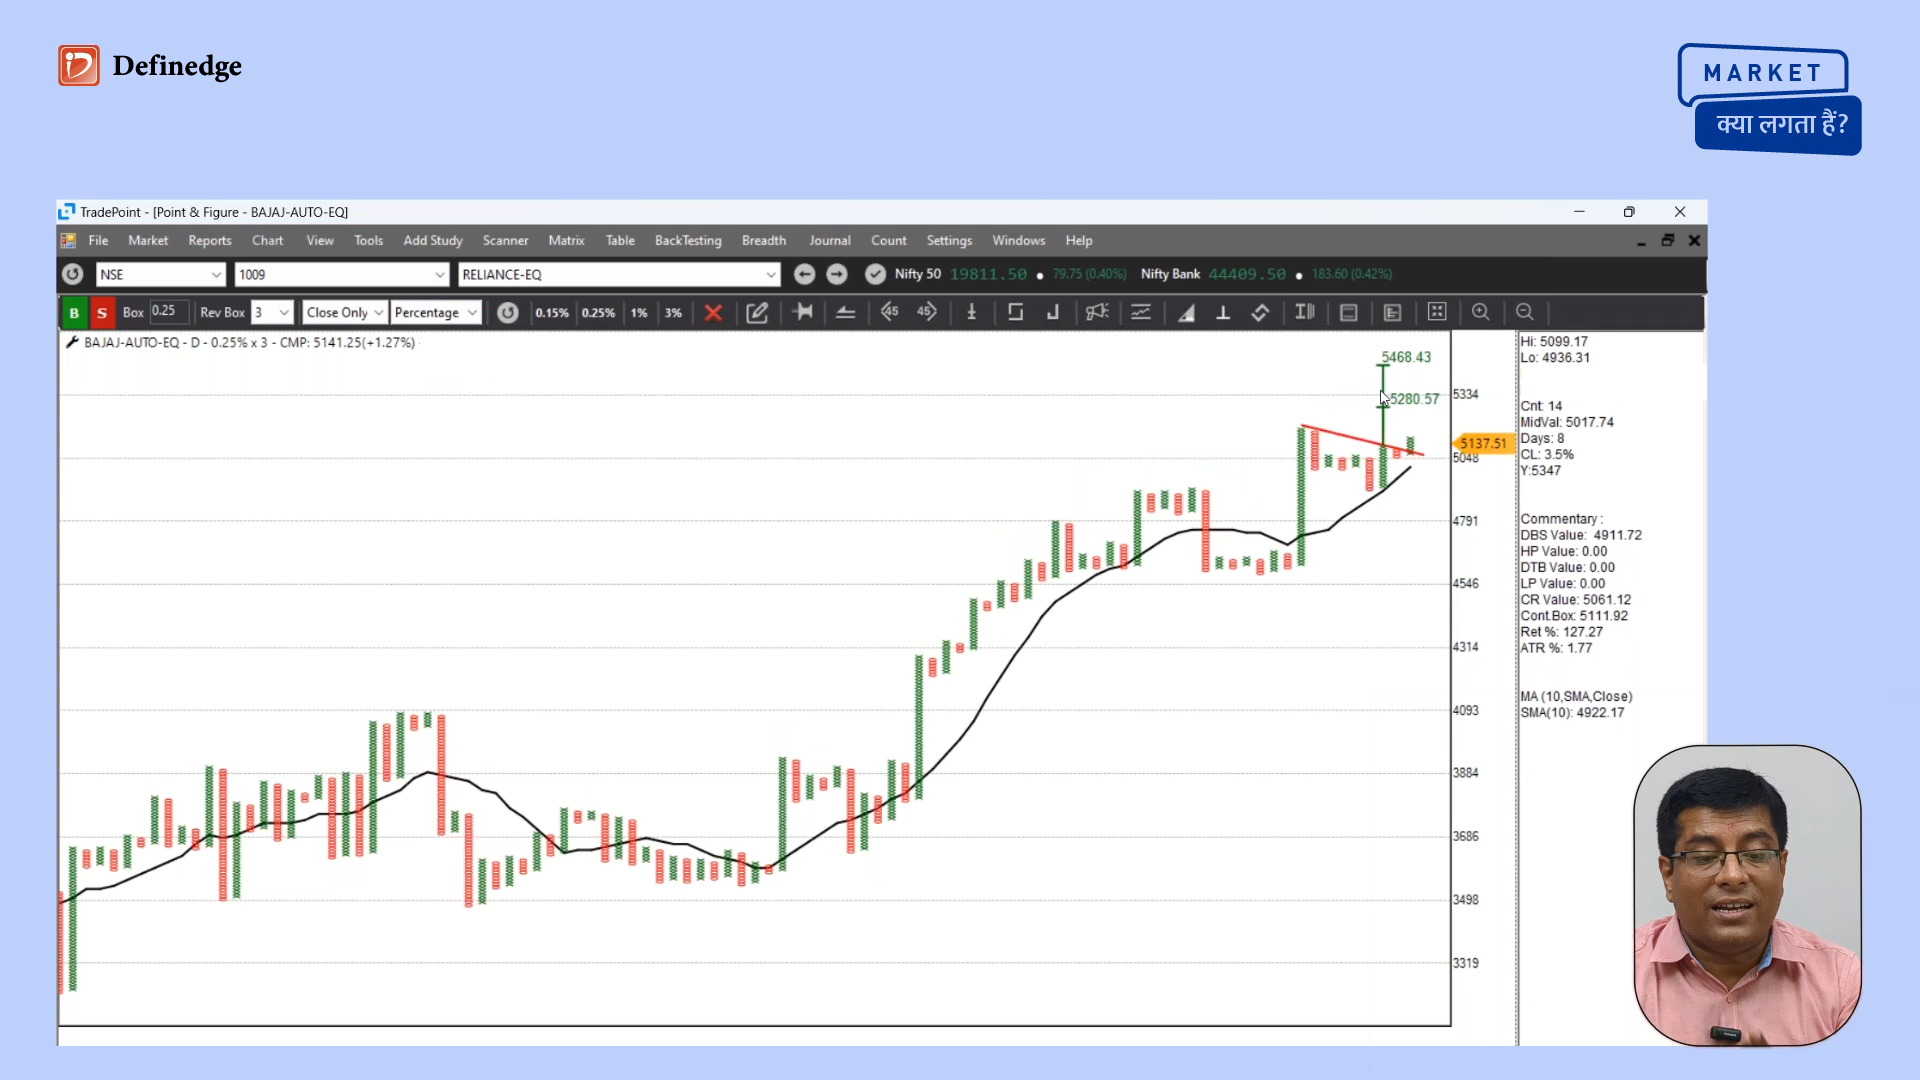 Definedge
MARKET
क्या लगता हैं?
TradePoint - [Point & Figure - BAJAJ-AUTO-EQ]
File Market Reports Chart View Tools Add Study Scanner Matrix Table BackTesting Breadth Journal Count Settings Windows Help
NSE 1009 RELIANCE-EQ Nifty 50 19811.50 79.75 (0.40%) Nifty Bank 44409.50 183.60 (0.42%)
B S Box 0.25 Rev Box 3 Close Only Percentage 0.15% 0.25% 1% 3% 45 45
BAJAJ-AUTO-EQ - D - 0.25% x 3 - CMP: 5141.25(+1.27%)
5468.43
5280.57
5334
5137.51
5048
4791
4546
4314
4093
3884
3686
3498
3319
Hi: 5099.17
Lo: 4936.31
Cnt: 14
MidVal: 5017.74
Days: 8
CL: 3.5%
Y:5347
Commentary :
DBS Value: 4911.72
HP Value: 0.00
DTB Value: 0.00
LP Value: 0.00
CR Value: 5061.12
Cont.Box: 5111.92
Ret %: 127.27
ATR %: 1.77
MA (10,SMA,Close)
SMA(10): 4922.17